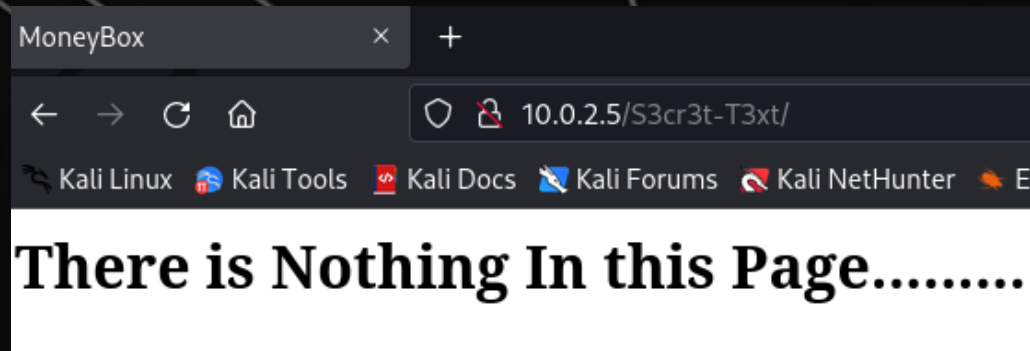 MoneyBox
10.0.2.5/S3cr3t-T3xt/
Kali Linux Kali Tools Kali Docs Kali Forums Kali NetHunter E
There is Nothing In this Page.........